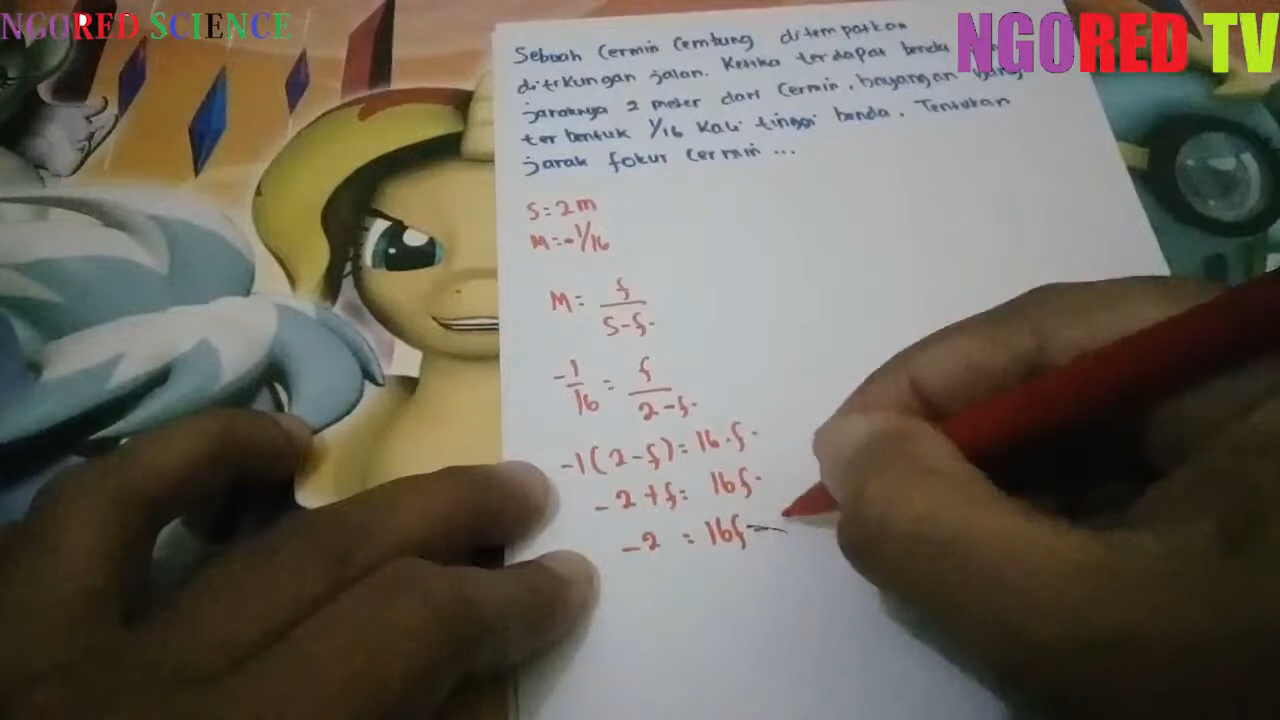 NGORED SCIENCE
NGORED TV
Sebuah Cermin Cembung ditempatkan
ditikungan jalan. Ketika terdapat benda
jaraknya 2 meter dari Cermin, bayangan yang
terbentuk 1/16 Kali tinggi benda. Tentukan
jarak fokus Cermin ...
S = 2m
M = -1/16
M = f / S-f.
-1/16 = f / 2-f.
-1(2-f) = 16.f.
-2+f = 16f.
-2 = 16f-